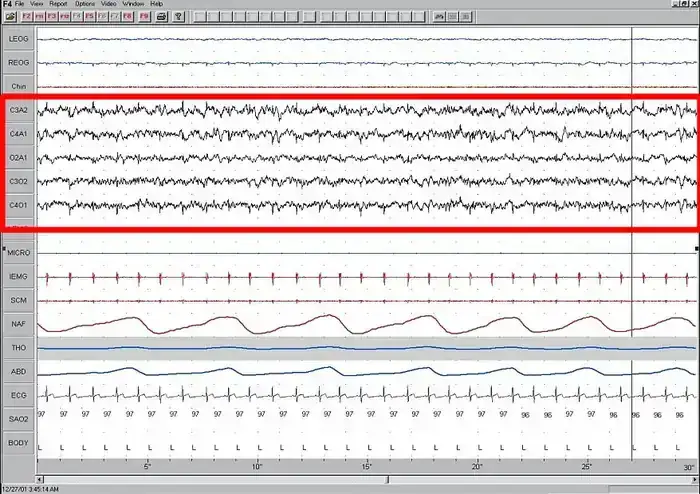 F4 File View Report Options Video Window Help
F2 F3 F4 F5 F6 F7 F8 F9
LEOG
REOG
Chin
C3A2
C4A1
O2A1
C3O2
C4O1
MICRO
IEMG
SCM
NAF
THO
ABD
ECG
97 97 97 97 97 97 97 97 97 97 97 97 97 97 97 97 97 97 97 97 97 96 96 96 97 97 96 96 96 96
SAO2
BODY L L L L L L L L L L L L L L L L L L L L L L L L L L L L L L
5" 10" 15" 20" 25" 30"
12/27/01 3:45:14 AM